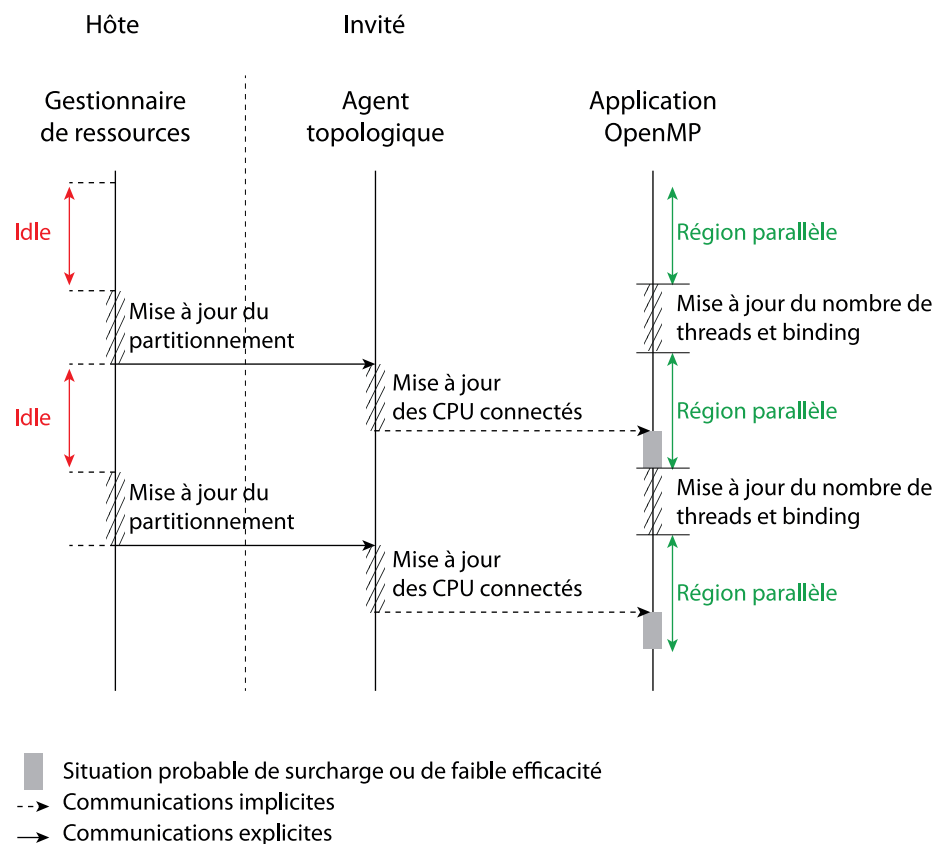 Hôte
Invité
Gestionnaire
de ressources
Agent
topologique
Application
OpenMP
Idle
Région parallèle
Mise à jour du
partitionnement
Mise à jour du nombre de
threads et binding
Mise à jour
des CPU connectés
Idle
Région parallèle
Mise à jour du
partitionnement
Mise à jour du nombre de
threads et binding
Mise à jour
des CPU connectés
Région parallèle
Situation probable de surcharge ou de faible efficacité
Communications implicites
Communications explicites